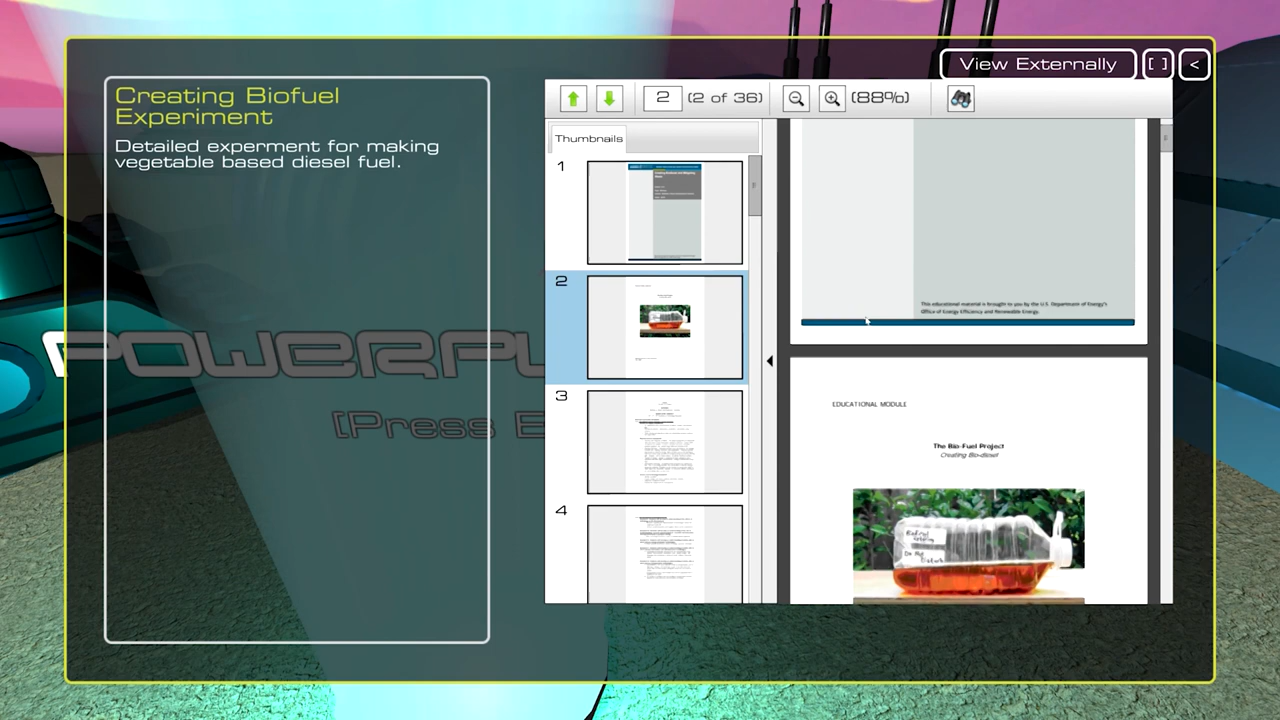 View Externally
[ ]
<
Creating Biofuel
Experiment
Detailed experment for making
vegetable based diesel fuel.
2
(2 of 36)
(88%)
Thumbnails
1
2
3
4
POWERPU
[Press E
This educational material is brought to you by the U.S. Department of Energy's
Office of Energy Efficiency and Renewable Energy.
EDUCATIONAL MODULE
The Bio-Fuel Project
Creating Bio-diesel